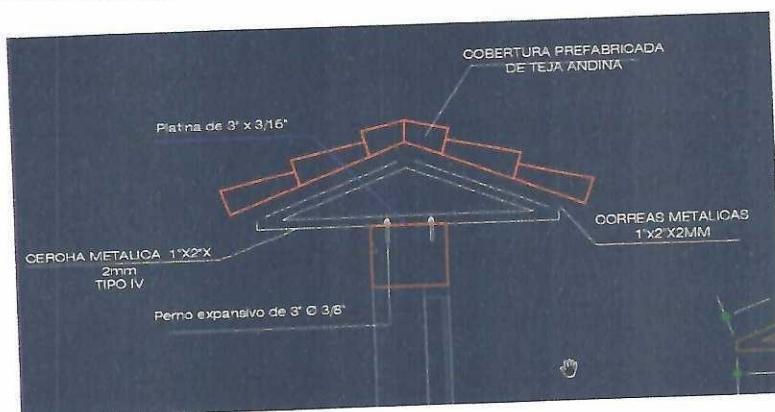 COBERTURA PREFABRICADA
DE TEJA ANDINA
Platina de 3" x 3/16"
CORREAS METALICAS
1"X2"X2MM
CERCHA METALICA 1"X2"X
2mm
TIPO IV
Perno expansivo de 3" Ø 3/8"